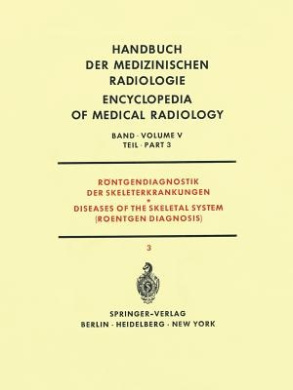 HANDBUCH
DER MEDIZINISCHEN
RADIOLOGIE
ENCYCLOPEDIA
OF MEDICAL RADIOLOGY
BAND · VOLUME V
TEIL · PART 3
RÖNTGENDIAGNOSTIK
DER SKELETERKRANKUNGEN
DISEASES OF THE SKELETAL SYSTEM
(ROENTGEN DIAGNOSIS)
3
SPRINGER-VERLAG
BERLIN · HEIDELBERG · NEW YORK